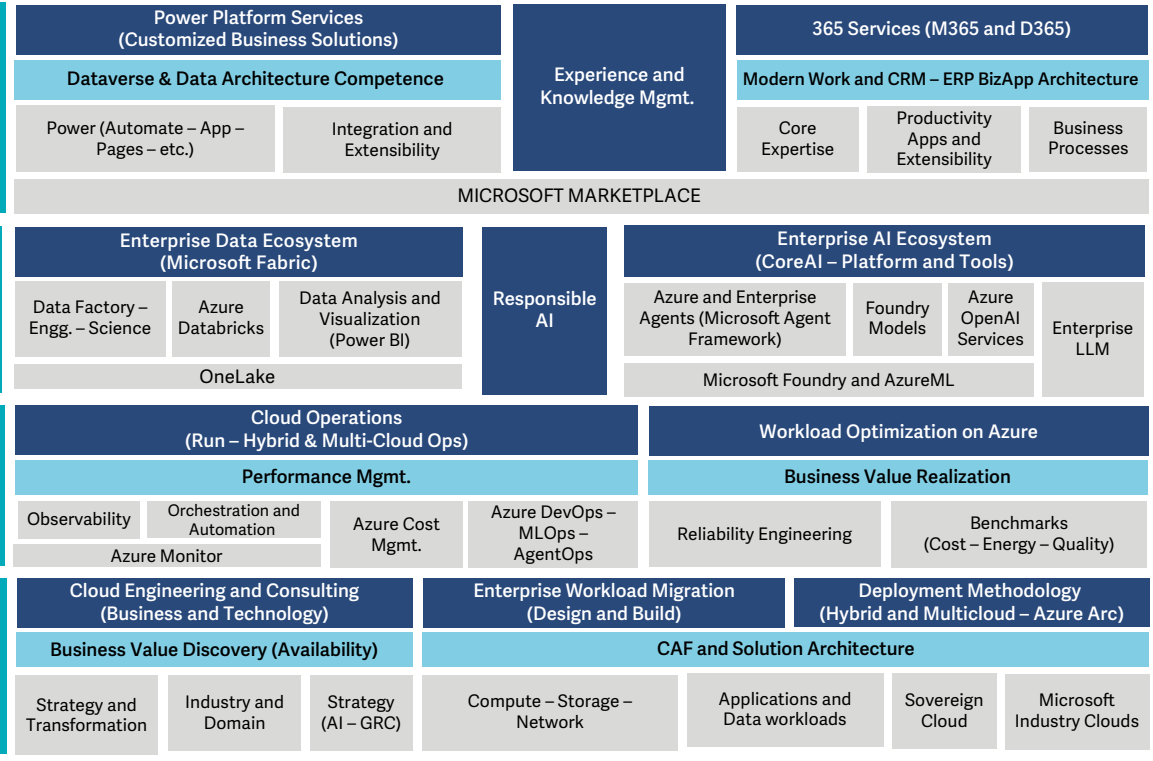 Power Platform Services
(Customized Business Solutions)
Dataverse & Data Architecture Competence
Power (Automate – App –
Pages – etc.)
Integration and
Extensibility
Experience and
Knowledge Mgmt.
365 Services (M365 and D365)
Modern Work and CRM – ERP BizApp Architecture
Core
Expertise
Productivity
Apps and
Extensibility
Business
Processes
MICROSOFT MARKETPLACE
Enterprise Data Ecosystem
(Microsoft Fabric)
Data Factory –
Engg. – Science
Azure
Databricks
Data Analysis and
Visualization
(Power BI)
OneLake
Responsible
AI
Enterprise AI Ecosystem
(CoreAI – Platform and Tools)
Azure and Enterprise
Agents (Microsoft Agent
Framework)
Foundry
Models
Azure
OpenAI
Services
Enterprise
LLM
Microsoft Foundry and AzureML
Cloud Operations
(Run – Hybrid & Multi-Cloud Ops)
Performance Mgmt.
Observability
Orchestration and
Automation
Azure Monitor
Azure Cost
Mgmt.
Azure DevOps –
MLOps –
AgentOps
Workload Optimization on Azure
Business Value Realization
Reliability Engineering
Benchmarks
(Cost – Energy – Quality)
Cloud Engineering and Consulting
(Business and Technology)
Business Value Discovery (Availability)
Strategy and
Transformation
Industry and
Domain
Strategy
(AI – GRC)
Enterprise Workload Migration
(Design and Build)
Deployment Methodology
(Hybrid and Multicloud – Azure Arc)
CAF and Solution Architecture
Compute – Storage –
Network
Applications and
Data workloads
Sovereign
Cloud
Microsoft
Industry Clouds